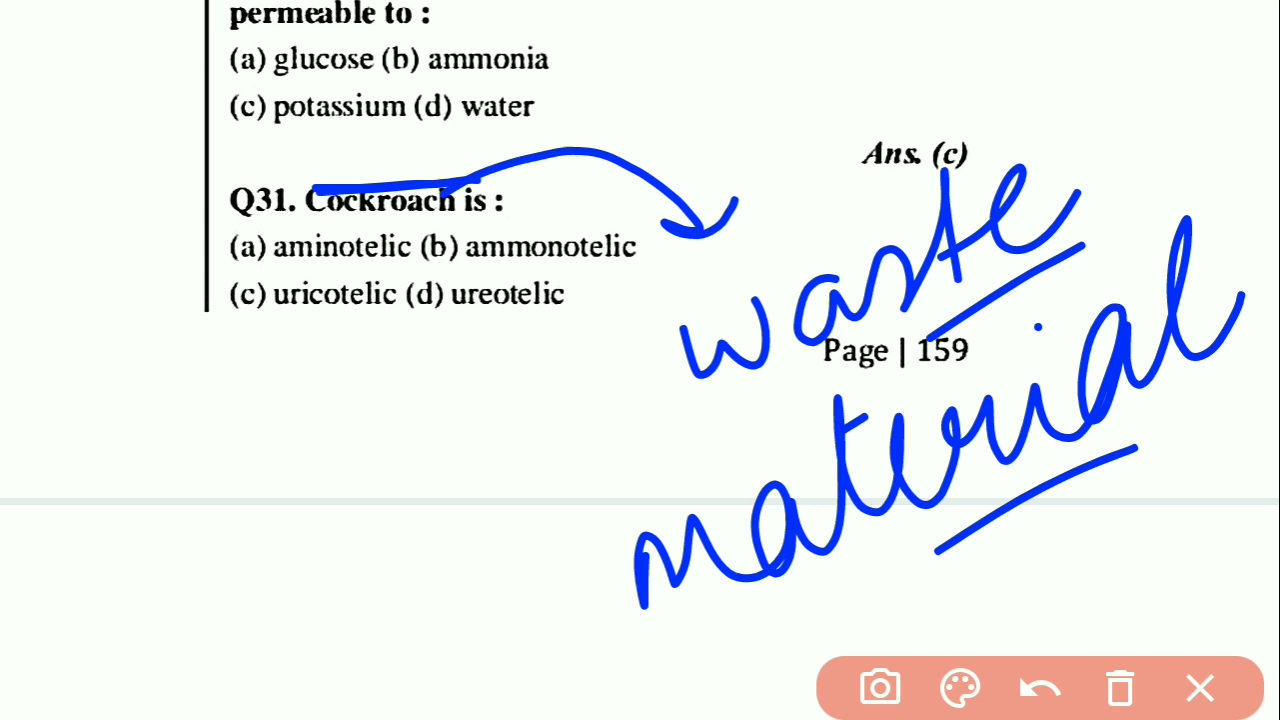 permeable to :
(a) glucose (b) ammonia
(c) potassium (d) water
Ans. (c)
Q31. Cockroach is :
(a) aminotelic (b) ammonotelic
(c) uricotelic (d) ureotelic
waste
Page | 159
material